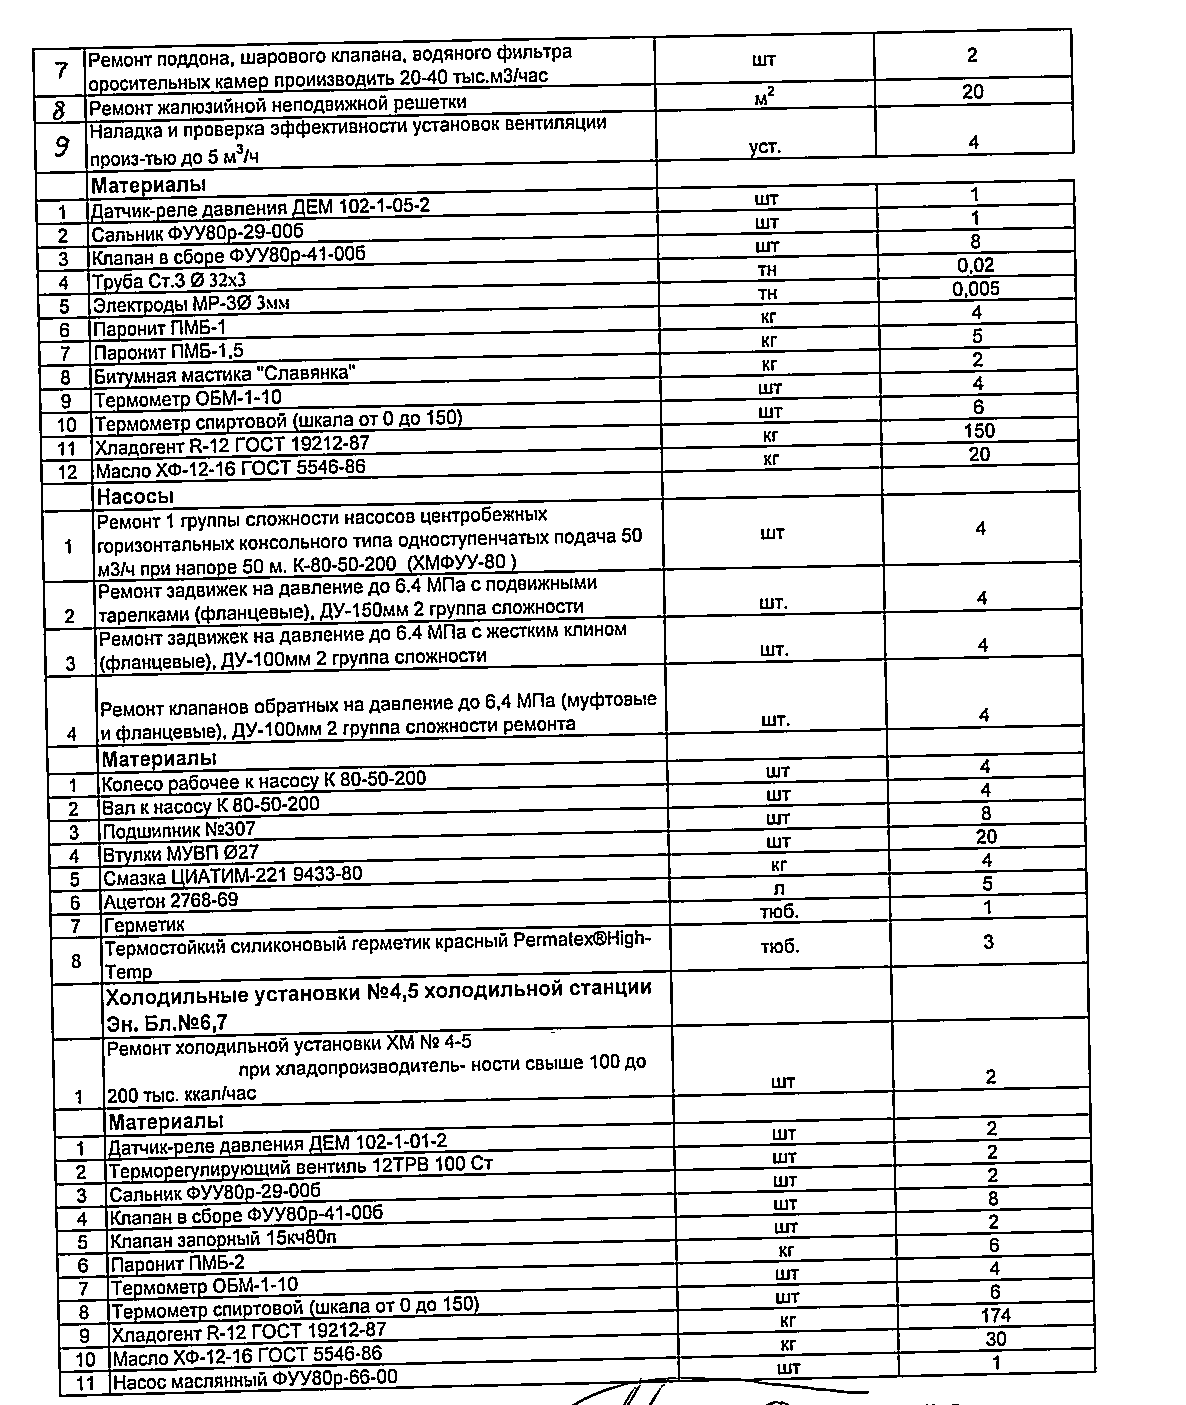 7 Ремонт поддона, шарового клапана, водяного фильтра
оросительных камер проиизводить 20-40 тыс.м3/час шт 2
8 Ремонт жалюзийной неподвижной решетки м2 20
9 Наладка и проверка эффективности установок вентиляции
произ-тью до 5 м3/ч уст. 4
Материалы
1 Датчик-реле давления ДЕМ 102-1-05-2 шт 1
2 Сальник ФУУ80р-29-00б шт 1
3 Клапан в сборе ФУУ80р-41-00б шт 8
4 Труба Ст.3 Ø 32х3 тн 0,02
5 Электроды МР-3Ø 3мм тн 0,005
6 Паронит ПМБ-1 кг 4
7 Паронит ПМБ-1,5 кг 5
8 Битумная мастика "Славянка" кг 2
9 Термометр ОБМ-1-10 шт 4
10 Термометр спиртовой (шкала от 0 до 150) шт 6
11 Хладогент R-12 ГОСТ 19212-87 кг 150
12 Масло ХФ-12-16 ГОСТ 5546-86 кг 20
Насосы
1 Ремонт 1 группы сложности насосов центробежных
горизонтальных консольного типа одноступенчатых подача 50
м3/ч при напоре 50 м. К-80-50-200 (ХМФУУ-80 ) шт 4
2 Ремонт задвижек на давление до 6.4 МПа с подвижными
тарелками (фланцевые), ДУ-150мм 2 группа сложности шт. 4
3 Ремонт задвижек на давление до 6.4 МПа с жестким клином
(фланцевые), ДУ-100мм 2 группа сложности шт. 4
4 Ремонт клапанов обратных на давление до 6,4 МПа (муфтовые
и фланцевые), ДУ-100мм 2 группа сложности ремонта шт. 4
Материалы
1 Колесо рабочее к насосу К 80-50-200 шт 4
2 Вал к насосу К 80-50-200 шт 4
3 Подшипник №307 шт 8
4 Втулки МУВП Ø27 шт 20
5 Смазка ЦИАТИМ-221 9433-80 кг 4
6 Ацетон 2768-69 л 5
7 Герметик тюб. 1
8 Термостойкий силиконовый герметик красный Permatex®High-
Temp тюб. 3
Холодильные установки №4,5 холодильной станции
Эн. Бл.№6,7
1 Ремонт холодильной установки ХМ № 4-5
при хладопроизводитель- ности свыше 100 до
200 тыс. ккал/час шт 2
Материалы
1 Датчик-реле давления ДЕМ 102-1-01-2 шт 2
2 Терморегулирующий вентиль 12ТРВ 100 Ст шт 2
3 Сальник ФУУ80р-29-00б шт 2
4 Клапан в сборе ФУУ80р-41-00б шт 8
5 Клапан запорный 15кч80п шт 2
6 Паронит ПМБ-2 кг 6
7 Термометр ОБМ-1-10 шт 4
8 Термометр спиртовой (шкала от 0 до 150) шт 6
9 Хладогент R-12 ГОСТ 19212-87 кг 174
10 Масло ХФ-12-16 ГОСТ 5546-86 кг 30
11 Насос маслянный ФУУ80р-66-00 шт 1